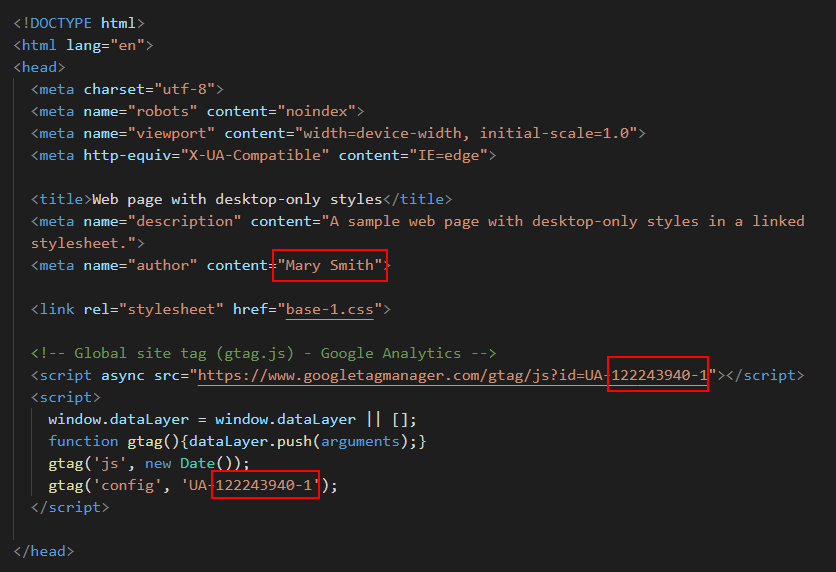 <!DOCTYPE html>
<html lang="en">
<head>
<meta charset="utf-8">
<meta name="robots" content="noindex">
<meta name="viewport" content="width=device-width, initial-scale=1.0">
<meta http-equiv="X-UA-Compatible" content="IE=edge">
<title>Web page with desktop-only styles</title>
<meta name="description" content="A sample web page with desktop-only styles in a linked
stylesheet.">
<meta name="author" content="Mary Smith">
<link rel="stylesheet" href="base-1.css">
<!-- Global site tag (gtag.js) - Google Analytics -->
<script async src="https://www.googletagmanager.com/gtag/js?id=UA-122243940-1"></script>
<script>
window.dataLayer = window.dataLayer || [];
function gtag(){dataLayer.push(arguments);}
gtag('js', new Date());
gtag('config', 'UA-122243940-1');
</script>
</head>